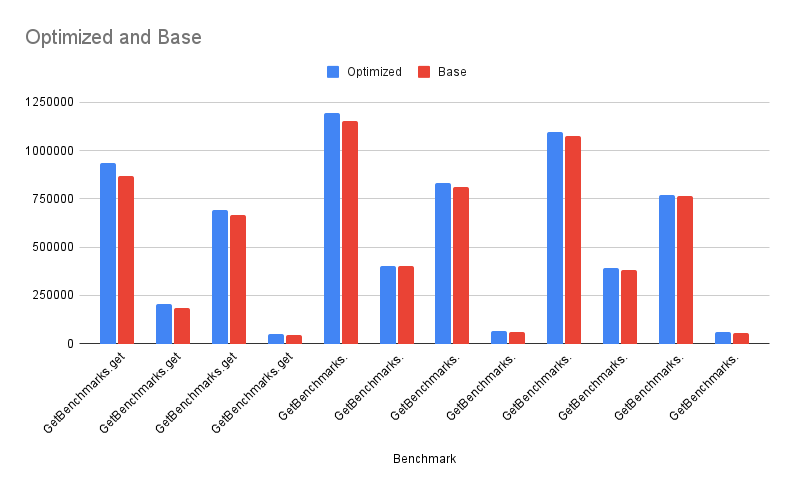 Optimized and Base
Optimized
Base
1250000
1000000
750000
500000
250000
0
GetBenchmarks.get
GetBenchmarks.get
GetBenchmarks.get
GetBenchmarks.get
GetBenchmarks.
GetBenchmarks.
GetBenchmarks.
GetBenchmarks.
GetBenchmarks.
GetBenchmarks.
GetBenchmarks.
GetBenchmarks.
Benchmark